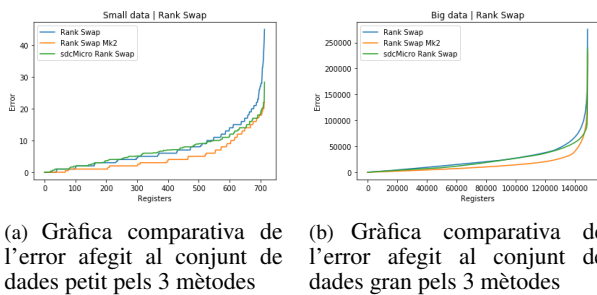 Small data | Rank Swap
Rank Swap
Rank Swap Mk2
sdcMicro Rank Swap
Error
40
30
20
10
0
0
100
200
300
400
500
600
700
Registers
Big data | Rank Swap
Rank Swap
Rank Swap Mk2
sdcMicro Rank Swap
Error
250000
200000
150000
100000
50000
0
0
20000
40000
60000
80000
100000
120000
140000
Registers
(a) Gràfica comparativa de
l'error afegit al conjunt de
dades petit pels 3 mètodes
(b) Gràfica comparativa de
l'error afegit al conjunt de
dades gran pels 3 mètodes